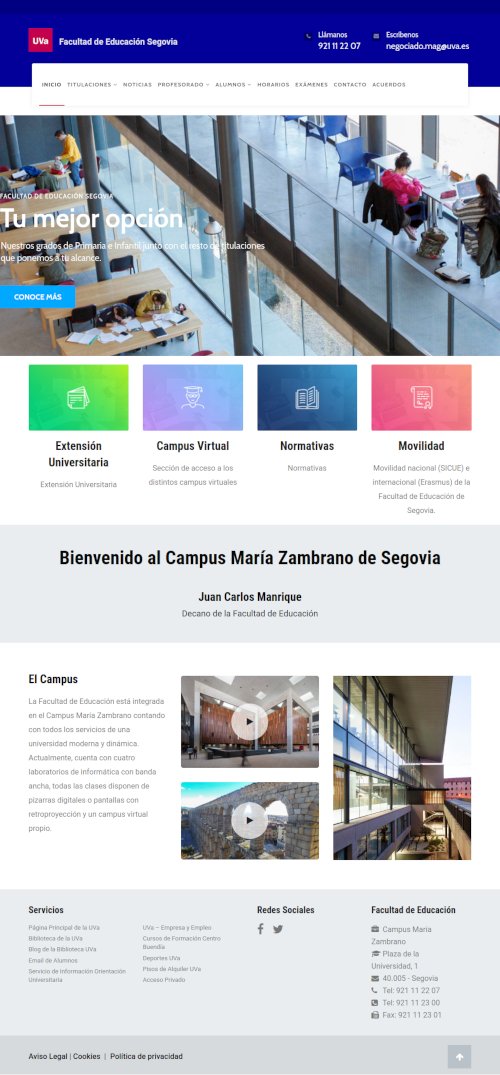 UVa Facultad de Educación Segovia
Llámanos
921 11 22 07
Escríbenos
negociado.mag@uva.es
INICIO TITULACIONES NOTICIAS PROFESORADO ALUMNOS HORARIOS EXÁMENES CONTACTO ACUERDOS
FACULTAD DE EDUCACIÓN SEGOVIA
Tu mejor opción
Nuestros grados de Primaria e Infantil junto con el resto de titulaciones
que ponemos a tu alcance.
CONOCE MÁS
Extensión
Universitaria
Extensión Universitaria
Campus Virtual
Sección de acceso a los
distintos campus virtuales
Normativas
Normativas
Movilidad
Movilidad nacional (SICUE) e
internacional (Erasmus) de la
Facultad de Educación de
Segovia.
Bienvenido al Campus María Zambrano de Segovia
Juan Carlos Manrique
Decano de la Facultad de Educación
El Campus
La Facultad de Educación está integrada
en el Campus María Zambrano contando
con todos los servicios de una
universidad moderna y dinámica.
Actualmente, cuenta con cuatro
laboratorios de informática con banda
ancha, todas las clases disponen de
pizarras digitales o pantallas con
retroproyección y un campus virtual
propio.
Servicios
Página Principal de la UVa
Biblioteca de la UVa
Blog de la Biblioteca UVa
Email de Alumnos
Servicio de Información Orientación
Universitaria
UVa – Empresa y Empleo
Cursos de Formación Centro
Buendía
Deportes UVa
Pisos de Alquiler UVa
Acceso Privado
Redes Sociales
Facultad de Educación
Campus Maria
Zambrano
Plaza de la
Universidad, 1
40.005 - Segovia
Tel: 921 11 22 07
Tel: 921 11 23 00
Fax: 921 11 23 01
Aviso Legal | Cookies | Política de privacidad